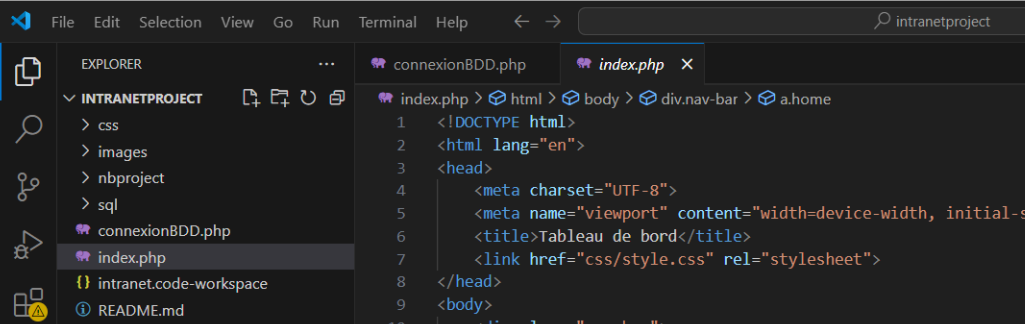 File Edit Selection View Go Run Terminal Help
intranetproject
EXPLORER
INTRANETPROJECT
css
images
nbproject
sql
connexionBDD.php
index.php
intranet.code-workspace
README.md
connexionBDD.php index.php
index.php > html > body > div.nav-bar > a.home
1 <!DOCTYPE html>
2 <html lang="en">
3 <head>
4 <meta charset="UTF-8">
5 <meta name="viewport" content="width=device-width, initial-s
6 <title>Tableau de bord</title>
7 <link href="css/style.css" rel="stylesheet">
8 </head>
9 <body>